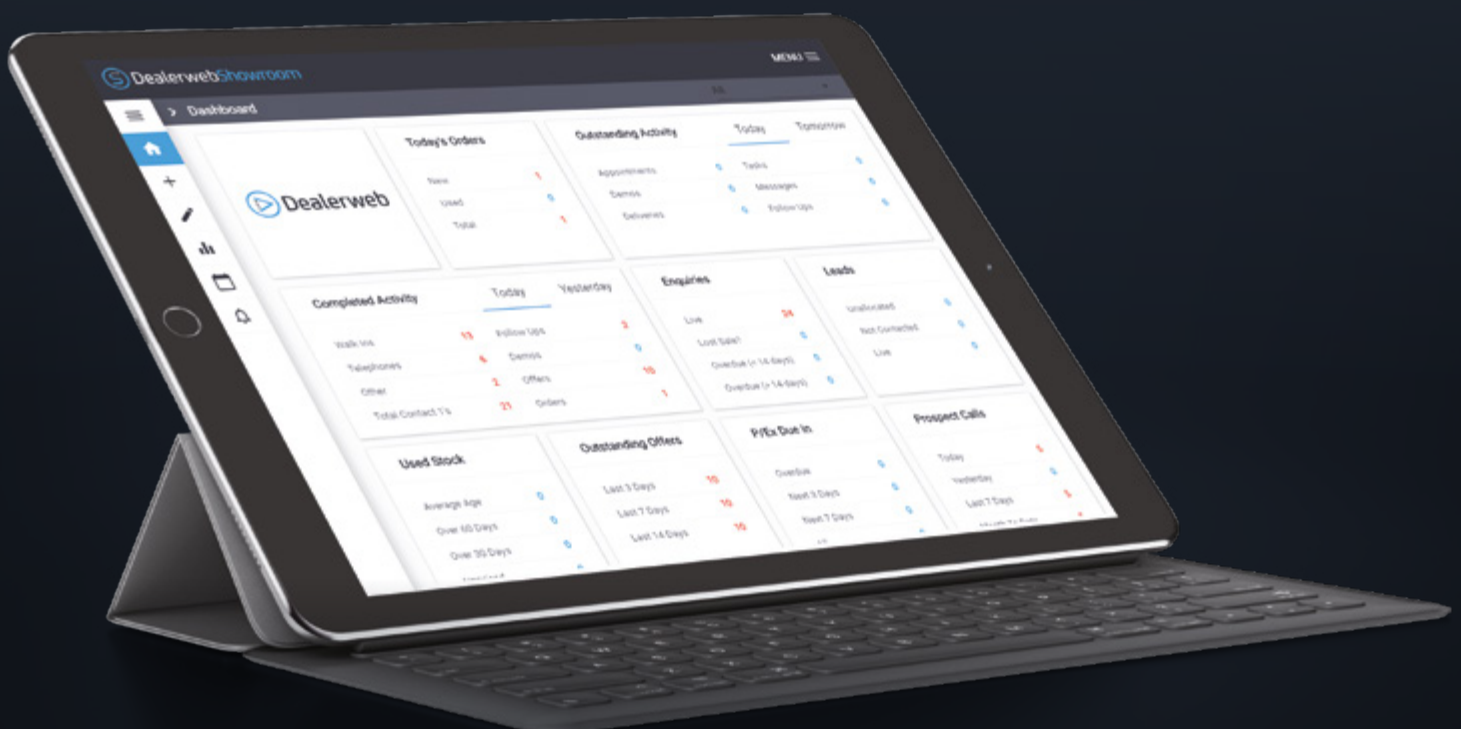 DealerwebShowroom
MENU
Dashboard
All
Dealerweb
Today's Orders
New 1
Used 0
Total 1
Outstanding Activity Today Tomorrow
Appointments 0 Tasks 0
Demos 0 Messages 0
Deliveries 0 Follow Ups 0
Completed Activity Today Yesterday
Walk Ins 13 Follow Ups 3
Telephones 6 Demos 0
Other 2 Offers 10
Total Contact 1's 21 Orders 1
Enquiries
Live 34
Lost Sale? 0
Overdue (< 14 days) 0
Overdue (> 14 days) 0
Leads
Unallocated 0
Not Contacted 0
Live 0
Used Stock
Average Age 0
Over 60 Days 0
Over 30 Days 0
Outstanding Offers
Last 3 Days 10
Last 7 Days 10
Last 14 Days 10
P/Ex Due In
Overdue 0
Next 3 Days 0
Next 7 Days 0
All
Prospect Calls
Today 5
Yesterday 0
Last 7 Days 5